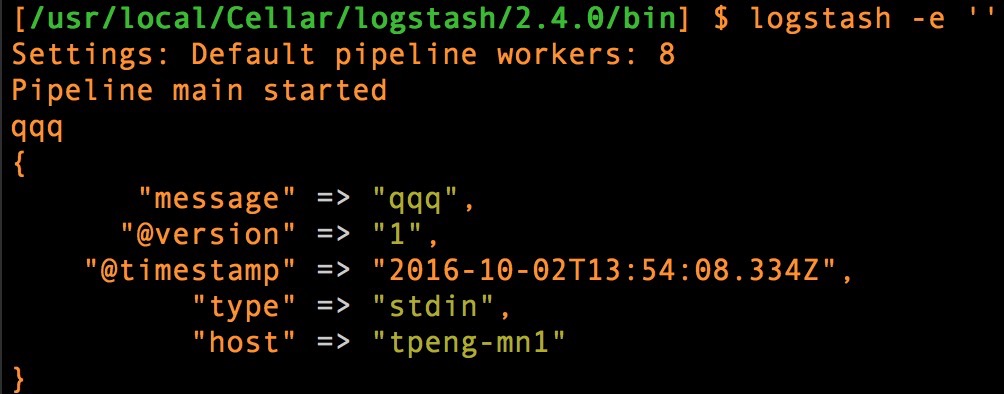 [/usr/local/Cellar/logstash/2.4.0/bin] $ logstash -e ''
Settings: Default pipeline workers: 8
Pipeline main started
qqq
{
       "message" => "qqq",
      "@version" => "1",
    "@timestamp" => "2016-10-02T13:54:08.334Z",
          "type" => "stdin",
          "host" => "tpeng-mn1"
}